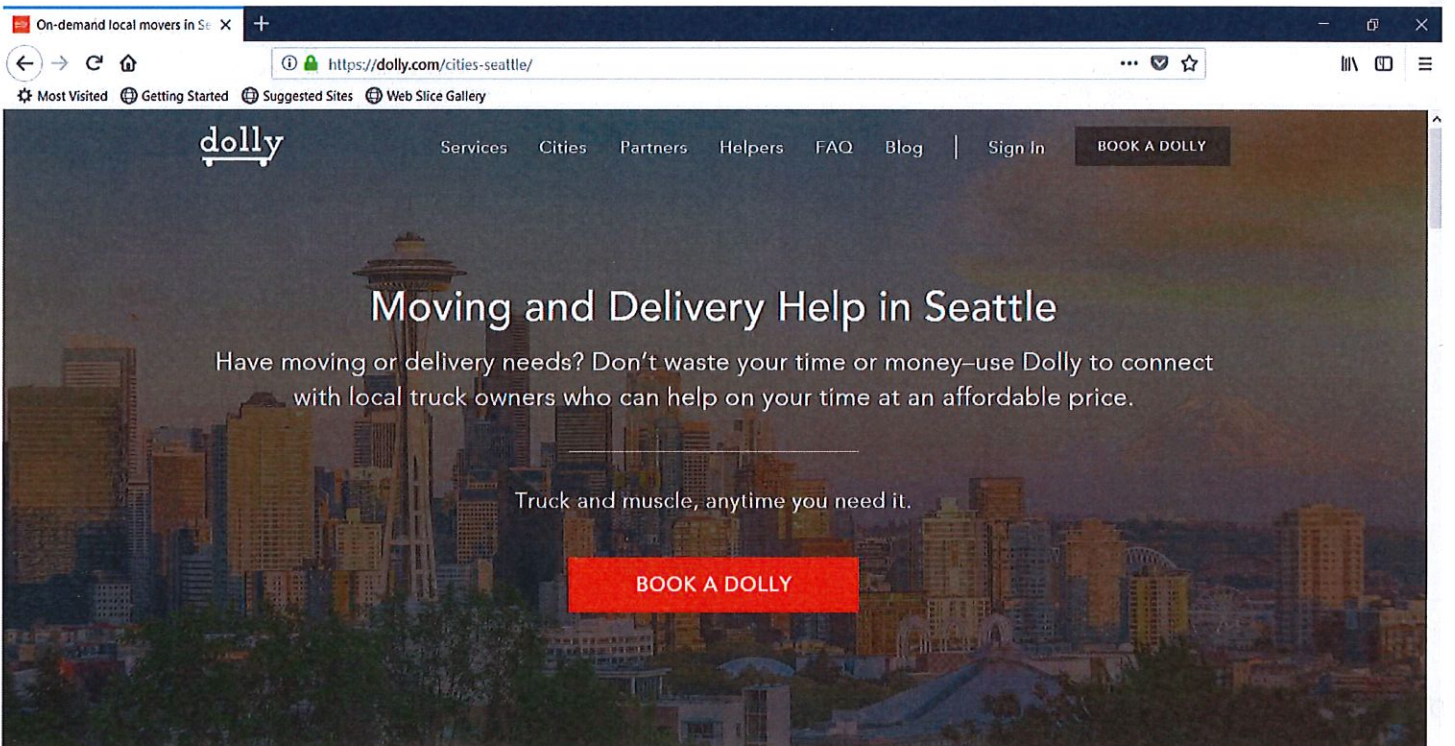 On-demand local movers in Se
https://dolly.com/cities-seattle/
Most Visited Getting Started Suggested Sites Web Slice Gallery
dolly Services Cities Partners Helpers FAQ Blog | Sign In BOOK A DOLLY
Moving and Delivery Help in Seattle
Have moving or delivery needs? Don't waste your time or money–use Dolly to connect
with local truck owners who can help on your time at an affordable price.
Truck and muscle, anytime you need it.
BOOK A DOLLY